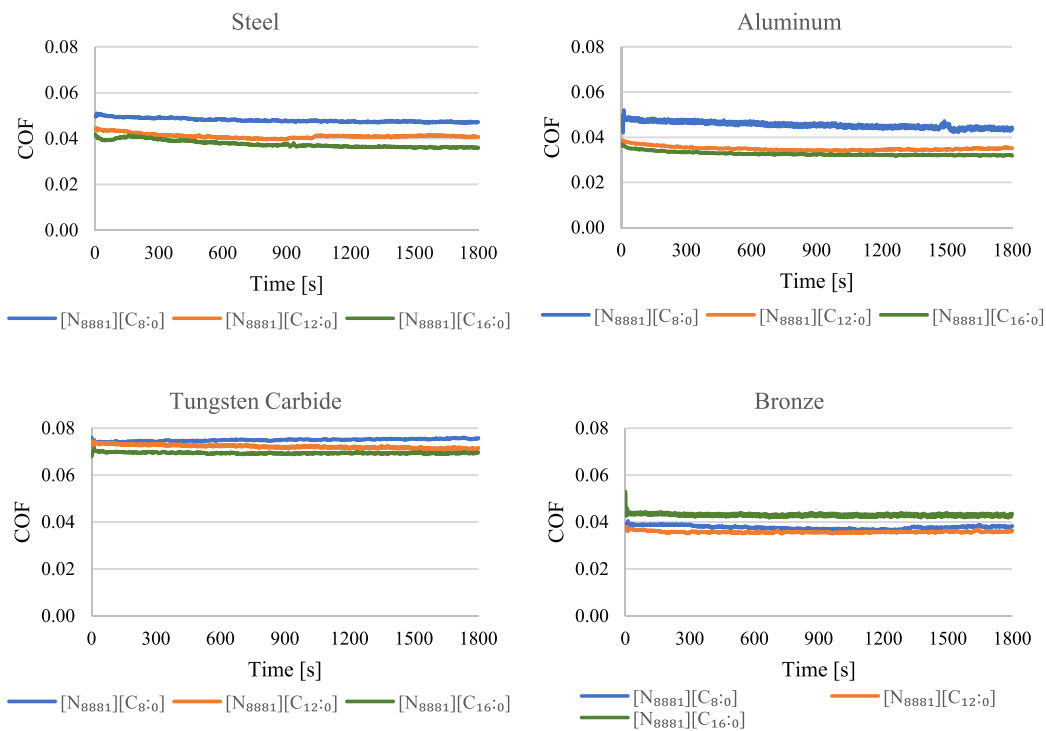 Steel
0.08
0.06
0.04
0.02
0.00
COF
0 300 600 900 1200 1500 1800
Time [s]
[N₈₈₈₁][C₈:₀] [N₈₈₈₁][C₁₂:₀] [N₈₈₈₁][C₁₆:₀]
Aluminum
0.08
0.06
0.04
0.02
0.00
COF
0 300 600 900 1200 1500 1800
Time [s]
[N₈₈₈₁][C₈:₀] [N₈₈₈₁][C₁₂:₀] [N₈₈₈₁][C₁₆:₀]
Tungsten Carbide
0.08
0.06
0.04
0.02
0.00
COF
0 300 600 900 1200 1500 1800
Time [s]
[N₈₈₈₁][C₈:₀] [N₈₈₈₁][C₁₂:₀] [N₈₈₈₁][C₁₆:₀]
Bronze
0.08
0.06
0.04
0.02
0.00
COF
0 300 600 900 1200 1500 1800
Time [s]
[N₈₈₈₁][C₈:₀] [N₈₈₈₁][C₁₂:₀]
[N₈₈₈₁][C₁₆:₀]